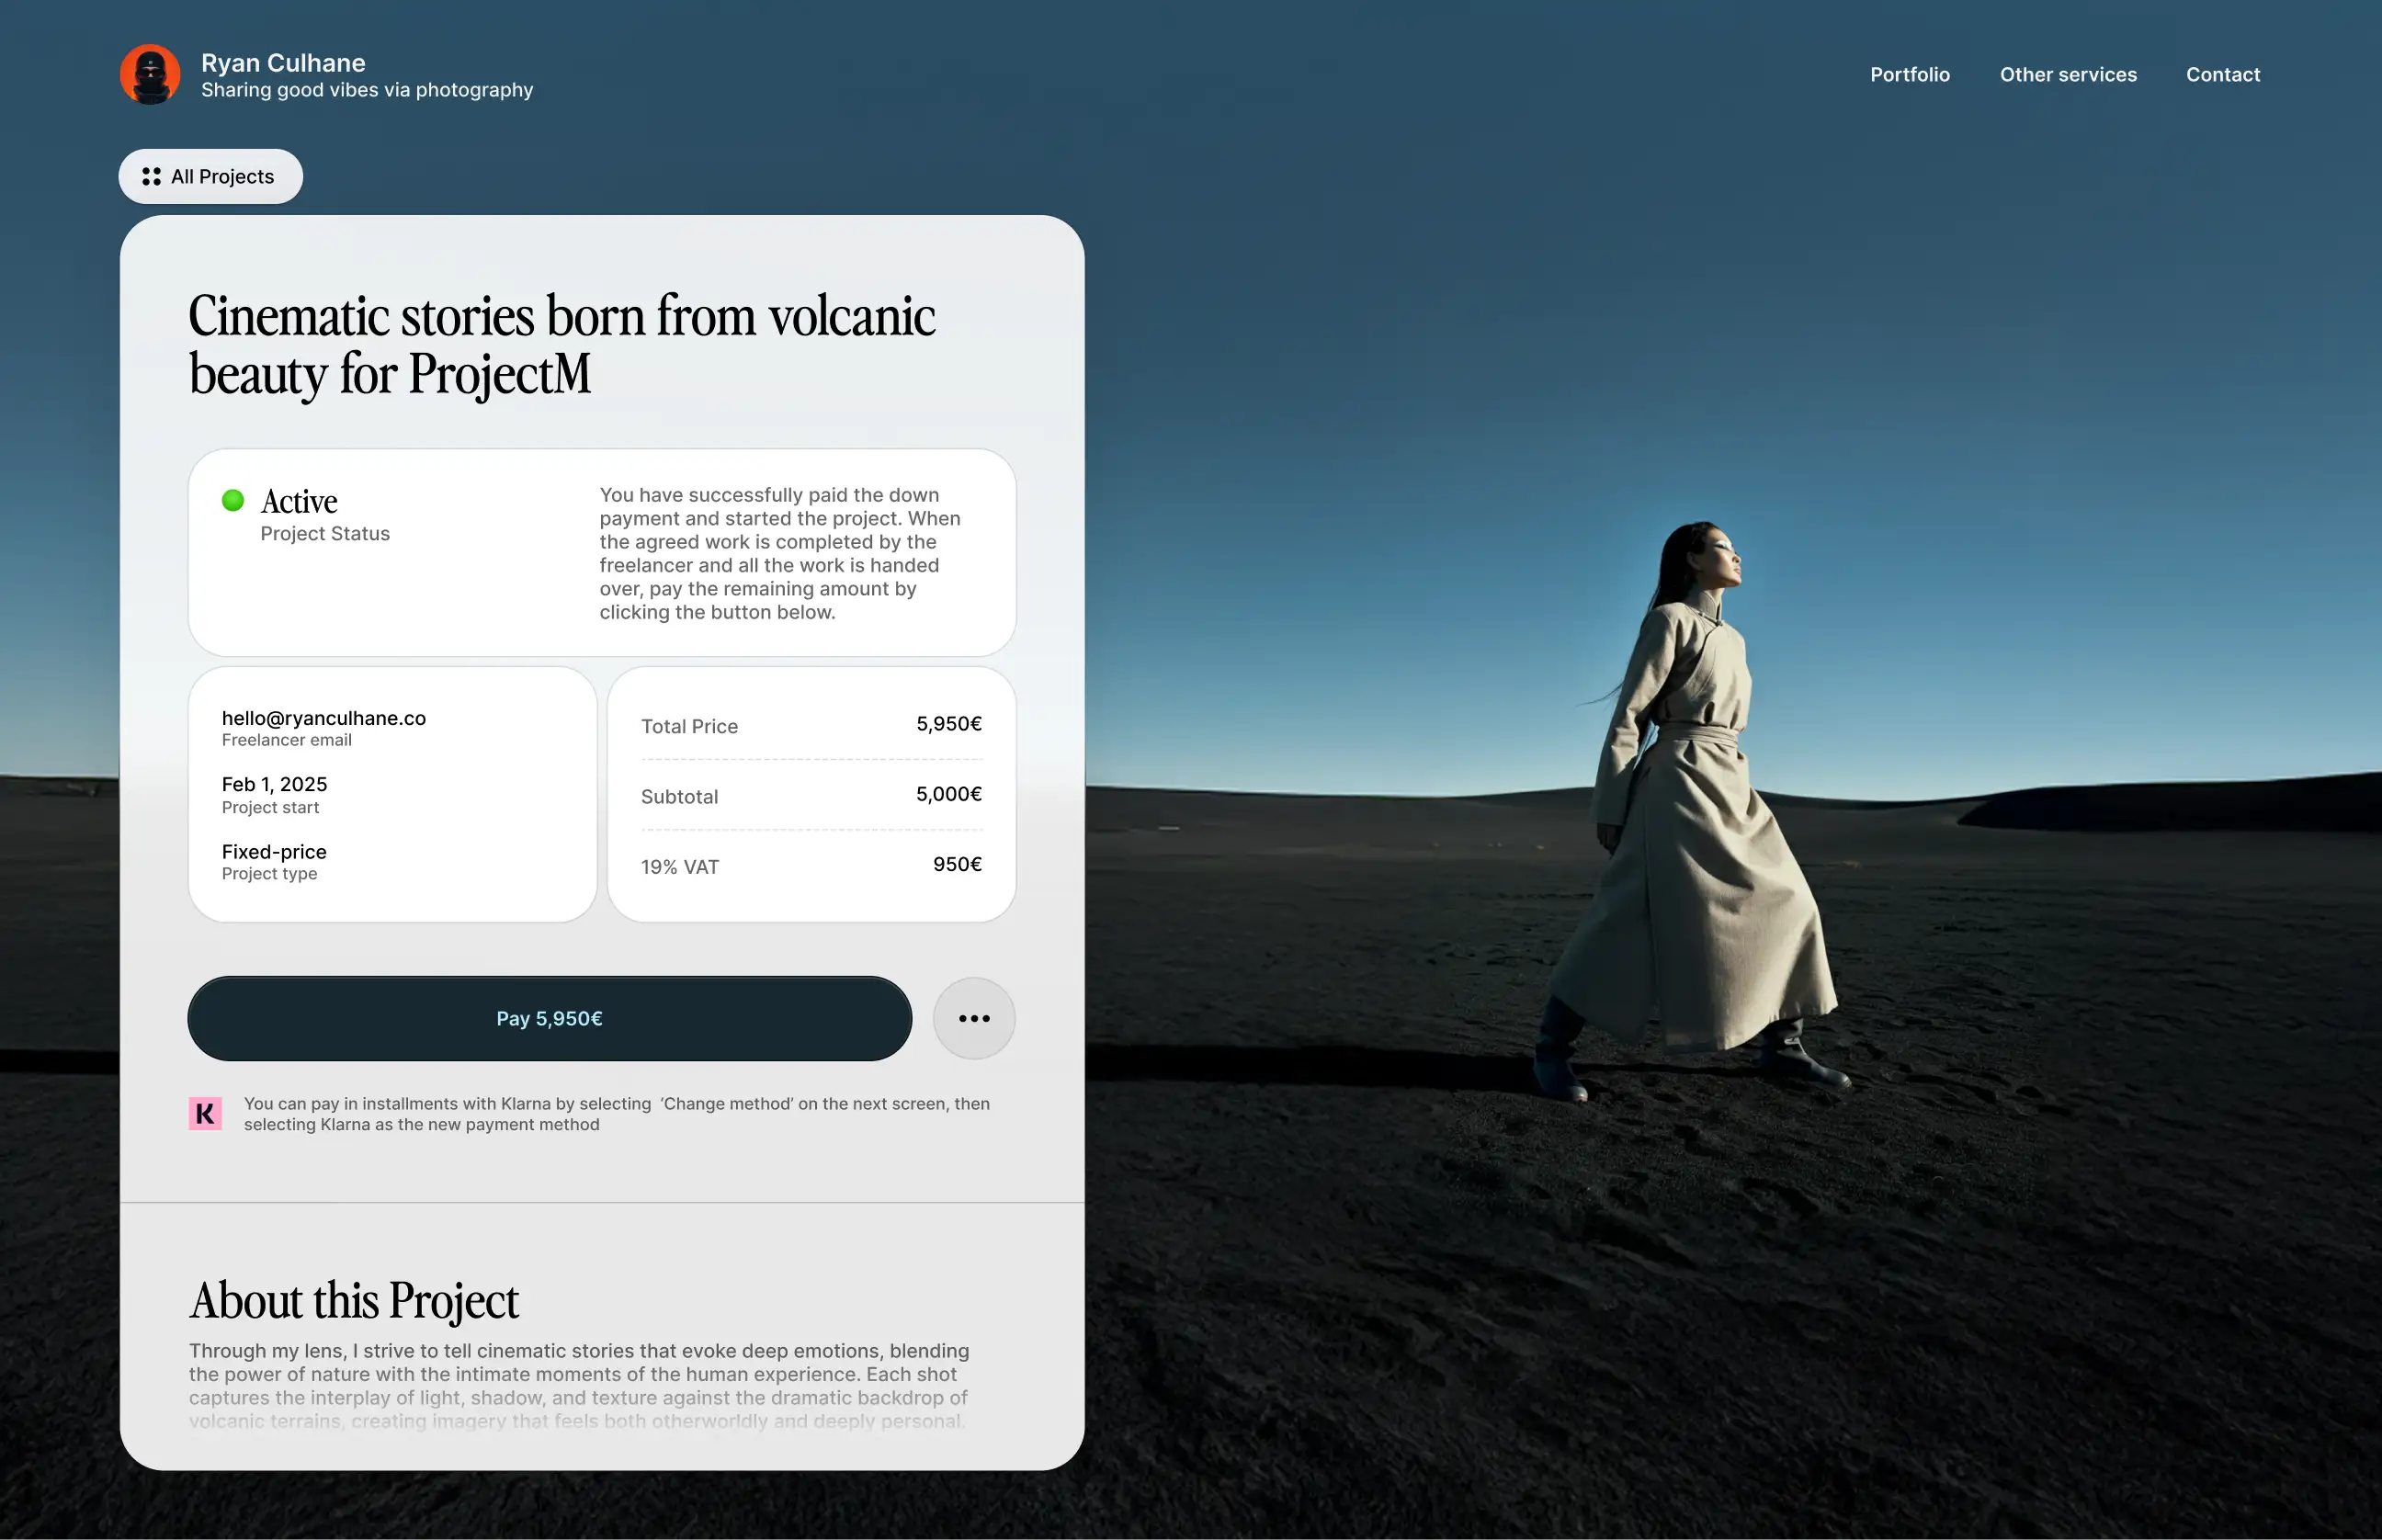 Ryan Culhane
Sharing good vibes via photography
Portfolio
Other services
Contact
All Projects
Cinematic stories born from volcanic
beauty for ProjectM
Active
Project Status
You have successfully paid the down
payment and started the project. When
the agreed work is completed by the
freelancer and all the work is handed
over, pay the remaining amount by
clicking the button below.
hello@ryanculhane.co
Freelancer email
Feb 1, 2025
Project start
Fixed-price
Project type
Total Price 5,950€
Subtotal 5,000€
19% VAT 950€
Pay 5,950€
K
You can pay in installments with Klarna by selecting ‘Change method’ on the next screen, then
selecting Klarna as the new payment method
About this Project
Through my lens, I strive to tell cinematic stories that evoke deep emotions, blending
the power of nature with the intimate moments of the human experience. Each shot
captures the interplay of light, shadow, and texture against the dramatic backdrop of
volcanic terrains, creating imagery that feels both otherworldly and deeply personal.